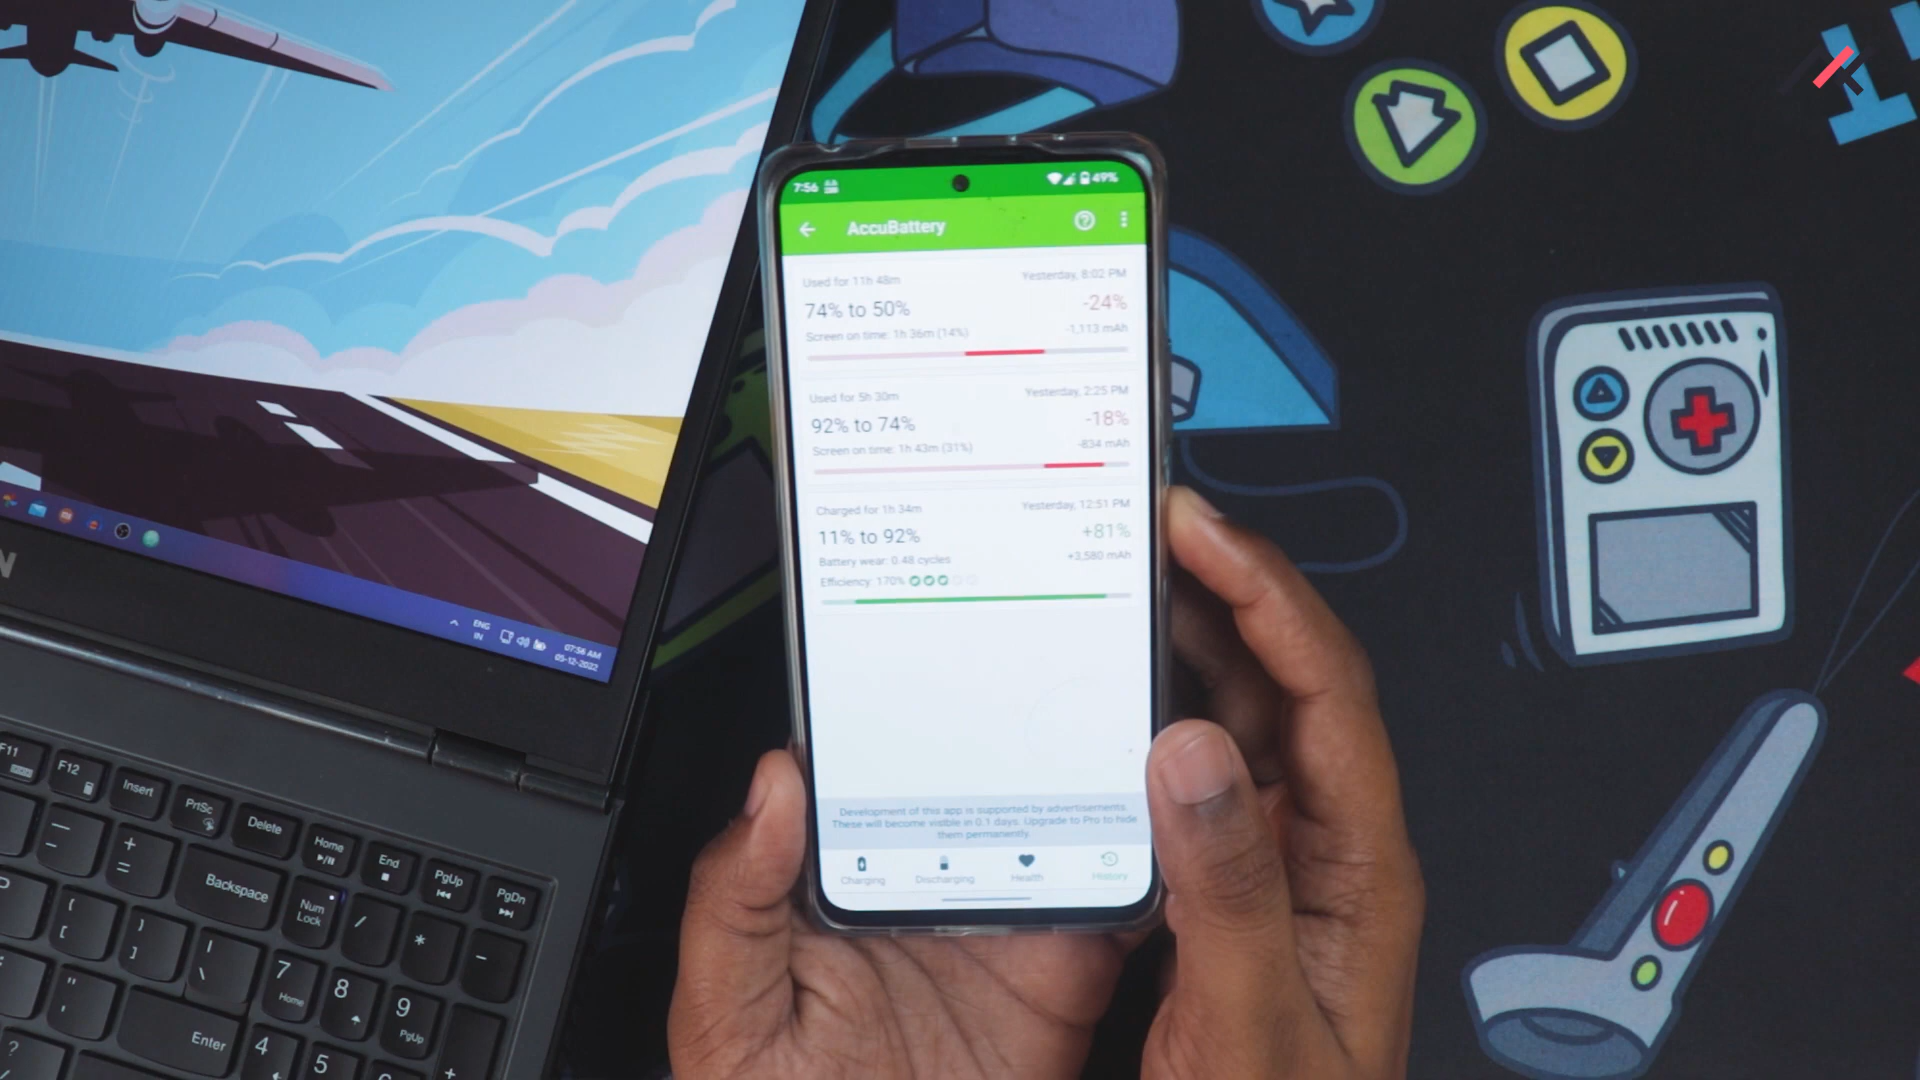 7:56
49%
AccuBattery
Used for 11h 48m
Yesterday, 8:02 PM
74% to 50%
-24%
Screen on time: 1h 36m (14%)
-1,113 mAh
Used for 5h 30m
Yesterday, 2:25 PM
92% to 74%
-18%
Screen on time: 1h 43m (31%)
-834 mAh
Charged for 1h 34m
Yesterday, 12:51 PM
11% to 92%
+81%
Battery wear: 0.48 cycles
+3,580 mAh
Efficiency: 170%
Development of this app is supported by advertisements.
These will become visible in 0.1 days. Upgrade to Pro to hide
them permanently.
Charging
Discharging
Health
History
ENG
IN
07:56 AM
05-12-2022
F11
F12
Insert
PrtSc
Delete
Home
End
PgUp
PgDn
Backspace
Num
Lock
/
*
-
7
Home
8
9
PgUp
Enter
4
5
+